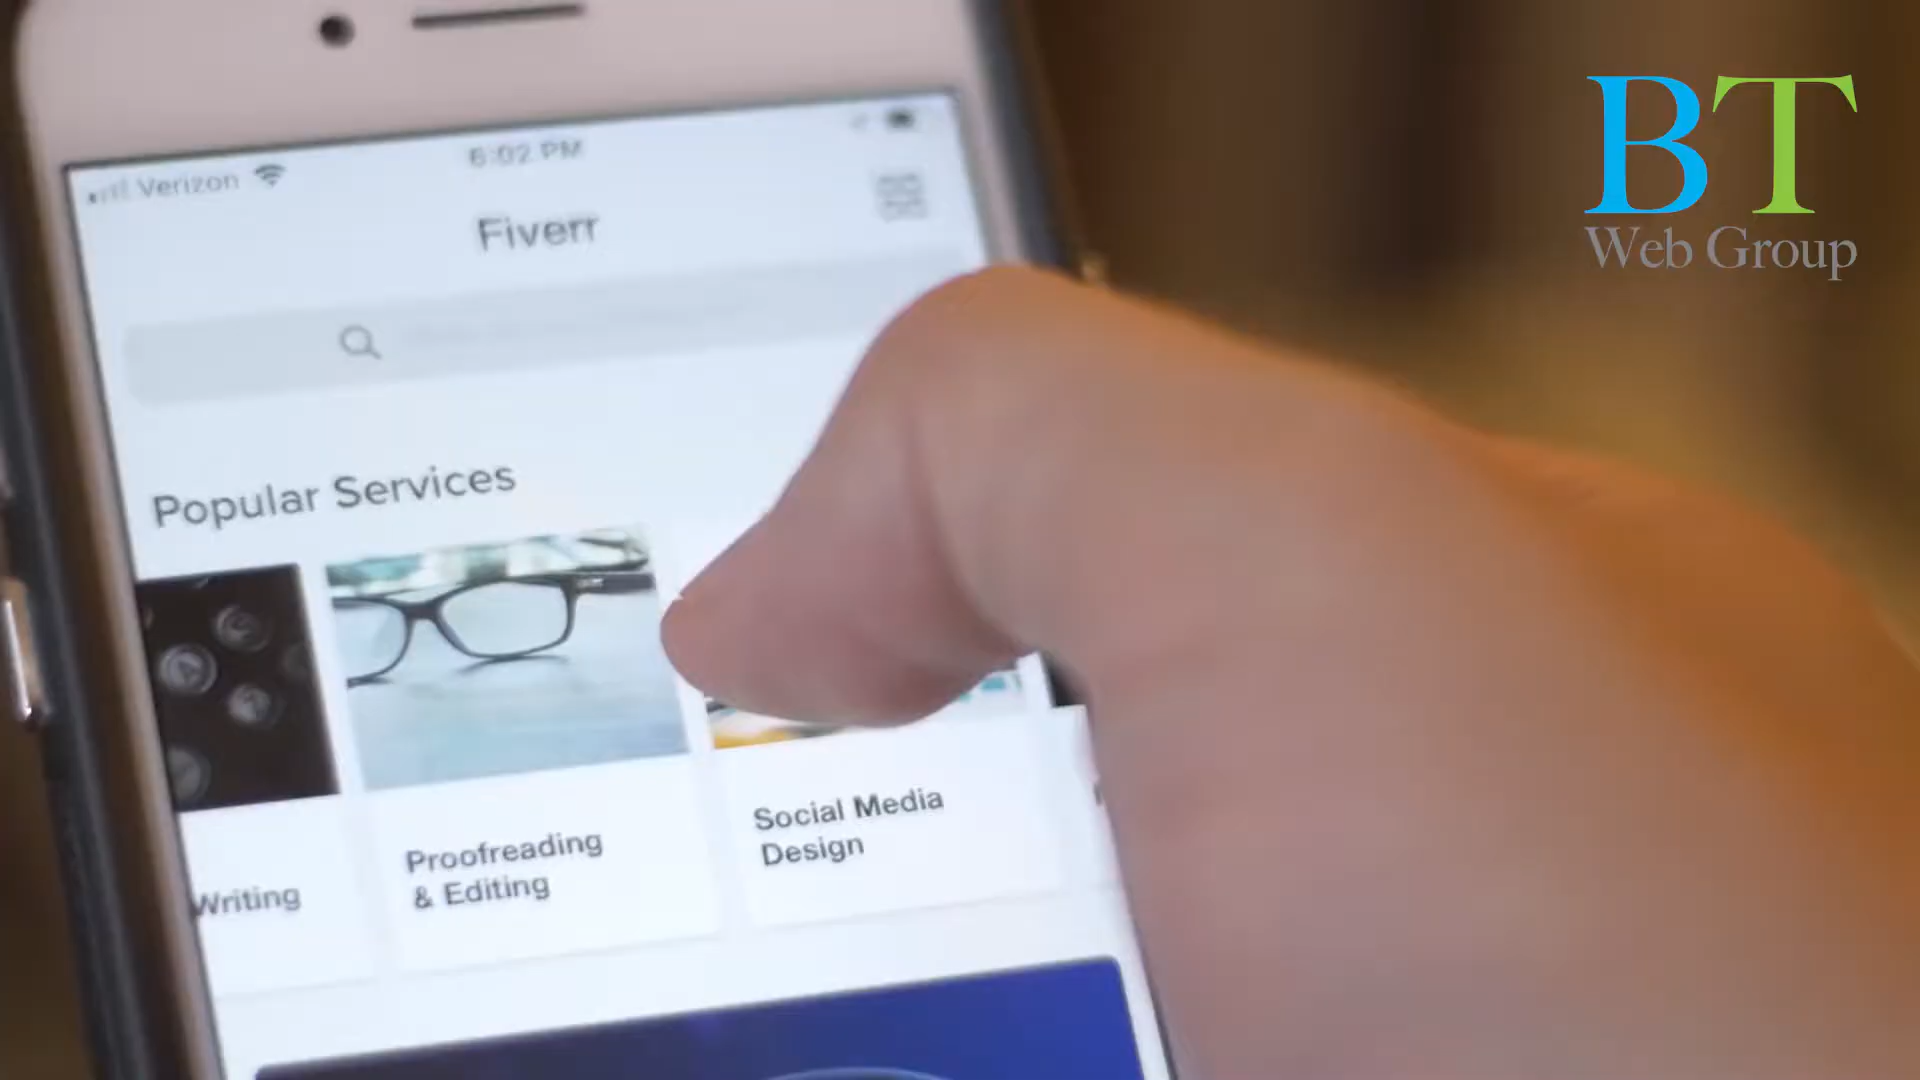 BT
Web Group
Verizon
6:02 PM
Fiverr
Popular Services
Writing
Proofreading
& Editing
Social Media
Design